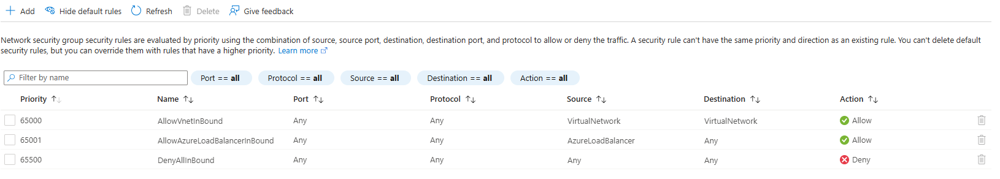 Add Hide default rules Refresh Delete Give feedback
Network security group security rules are evaluated by priority using the combination of source, source port, destination, destination port, and protocol to allow or deny the traffic. A security rule can't have the same priority and direction as an existing rule. You can't delete default
security rules, but you can override them with rules that have a higher priority. Learn more
Filter by name Port == all Protocol == all Source == all Destination == all Action == all
Priority Name Port Protocol Source Destination Action
65000 AllowVnetInBound Any Any VirtualNetwork VirtualNetwork Allow
65001 AllowAzureLoadBalancerInBound Any Any AzureLoadBalancer Any Allow
65500 DenyAllInBound Any Any Any Any Deny